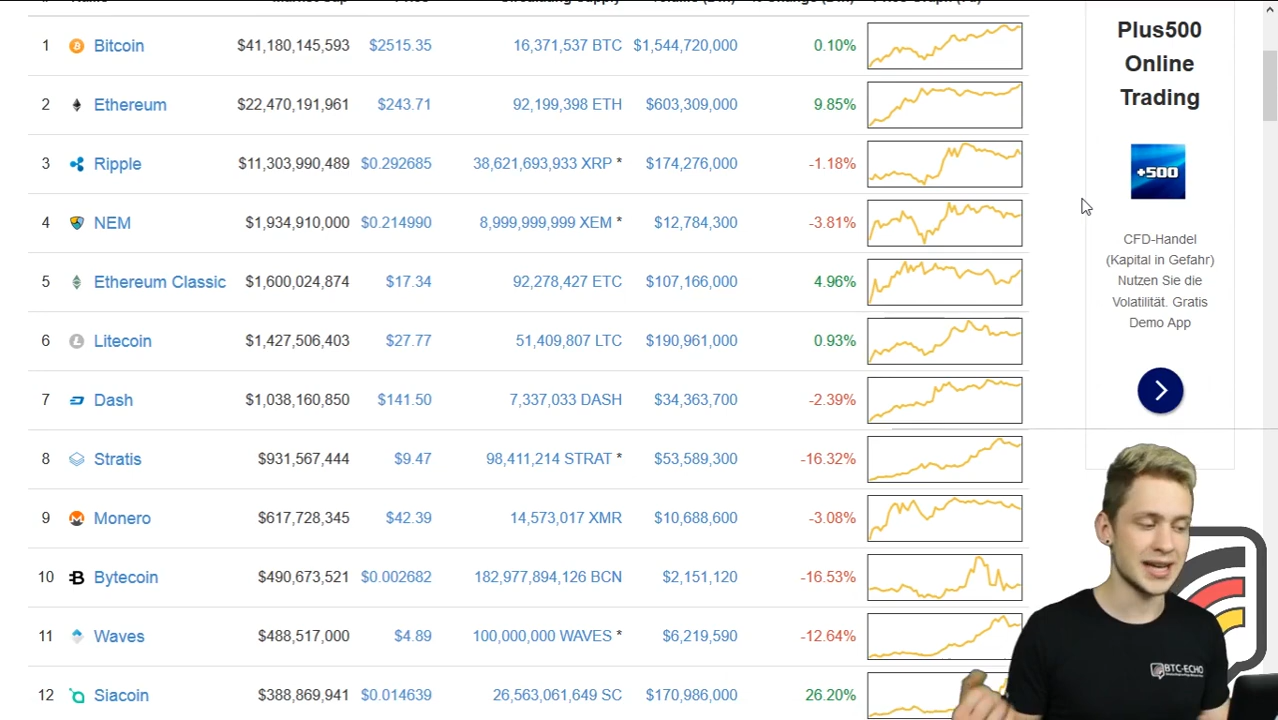 1 Bitcoin $41,180,145,593 $2515.35 16,371,537 BTC $1,544,720,000 0.10%
2 Ethereum $22,470,191,961 $243.71 92,199,398 ETH $603,309,000 9.85%
3 Ripple $11,303,990,489 $0.292685 38,621,693,933 XRP * $174,276,000 -1.18%
4 NEM $1,934,910,000 $0.214990 8,999,999,999 XEM * $12,784,300 -3.81%
5 Ethereum Classic $1,600,024,874 $17.34 92,278,427 ETC $107,166,000 4.96%
6 Litecoin $1,427,506,403 $27.77 51,409,807 LTC $190,961,000 0.93%
7 Dash $1,038,160,850 $141.50 7,337,033 DASH $34,363,700 -2.39%
8 Stratis $931,567,444 $9.47 98,411,214 STRAT * $53,589,300 -16.32%
9 Monero $617,728,345 $42.39 14,573,017 XMR $10,688,600 -3.08%
10 Bytecoin $490,673,521 $0.002682 182,977,894,126 BCN $2,151,120 -16.53%
11 Waves $488,517,000 $4.89 100,000,000 WAVES * $6,219,590 -12.64%
12 Siacoin $388,869,941 $0.014639 26,563,061,649 SC $170,986,000 26.20%
Plus500
Online
Trading
+500
CFD-Handel
(Kapital in Gefahr)
Nutzen Sie die
Volatilität. Gratis
Demo App
BTC-ECHO